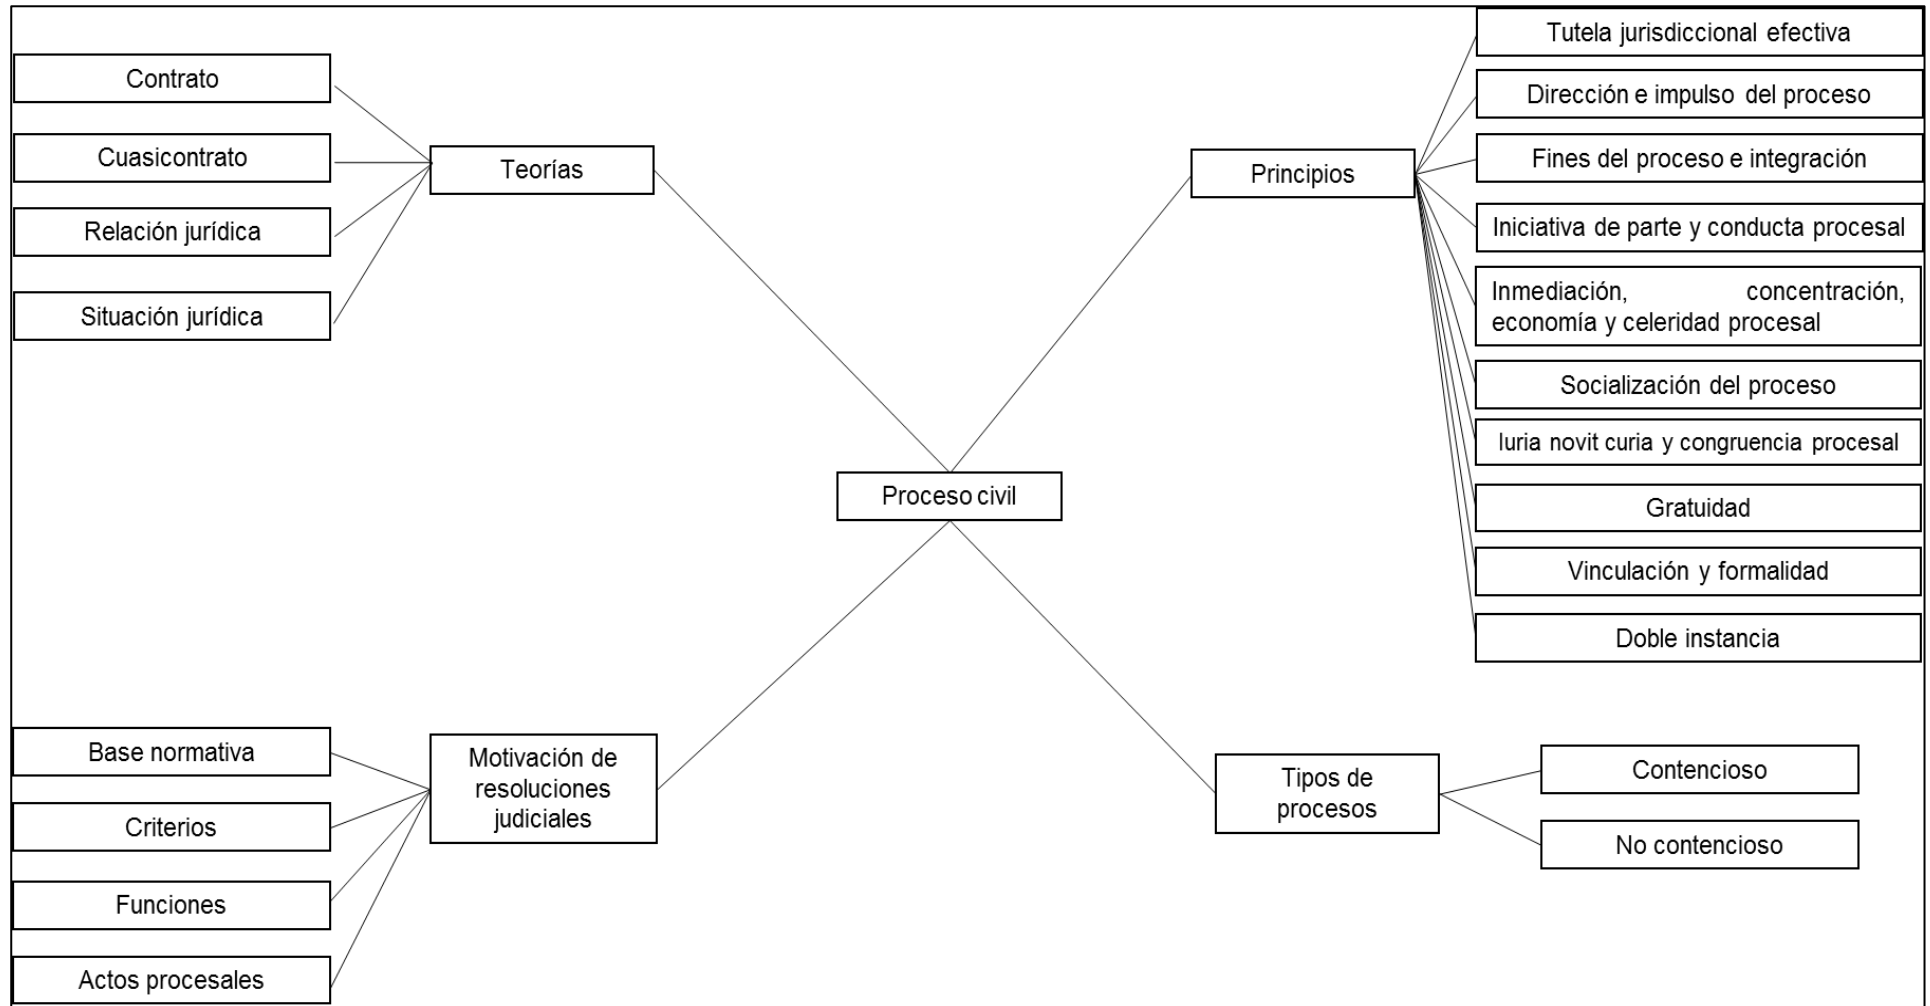 Contrato
Cuasicontrato
Relación jurídica
Situación jurídica
Teorías
Principios
Tutela jurisdiccional efectiva
Dirección e impulso del proceso
Fines del proceso e integración
Iniciativa de parte y conducta procesal
Inmediación, concentración,
economía y celeridad procesal
Socialización del proceso
Iuria novit curia y congruencia procesal
Gratuidad
Vinculación y formalidad
Doble instancia
Proceso civil
Base normativa
Criterios
Funciones
Actos procesales
Motivación de
resoluciones
judiciales
Tipos de
procesos
Contencioso
No contencioso